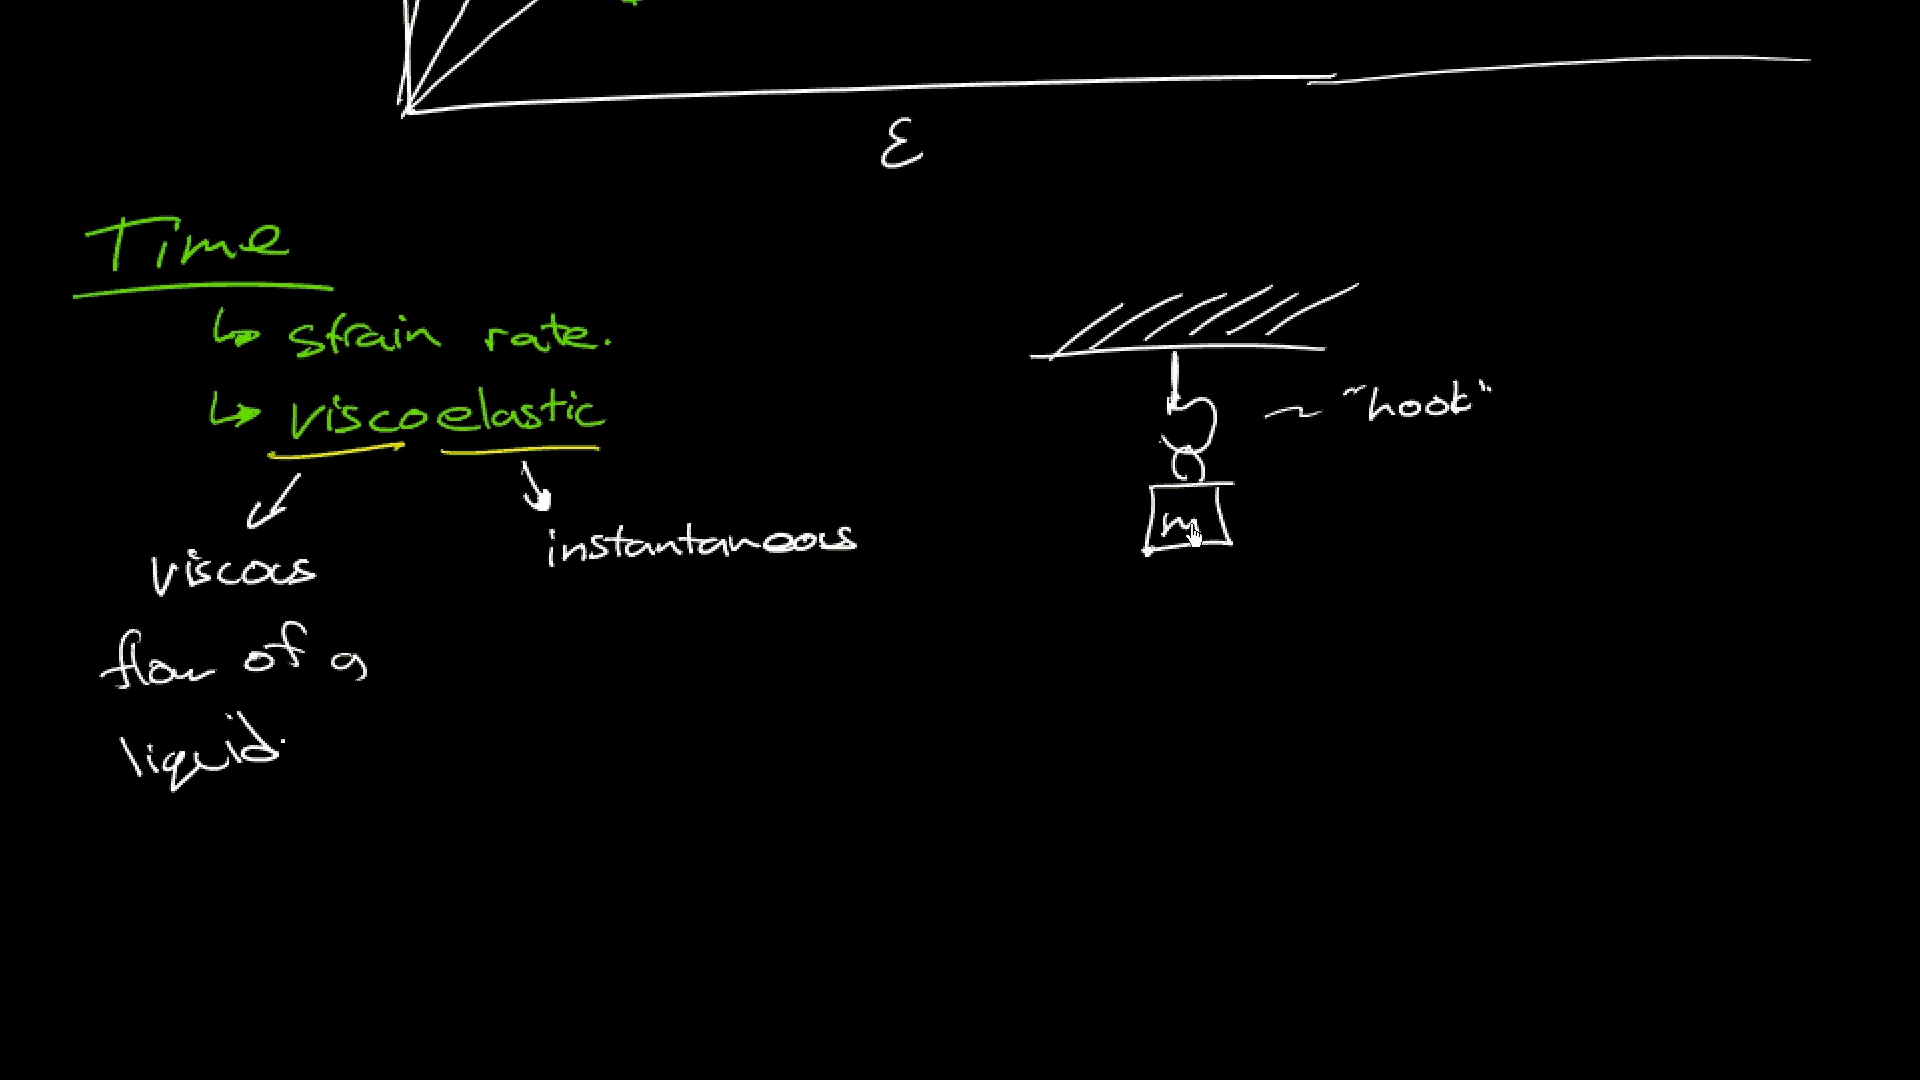 ε
Time
↳ strain rate.
↳ viscoelastic
"hook"
m
instantaneous
viscous
flow of a
liquid.